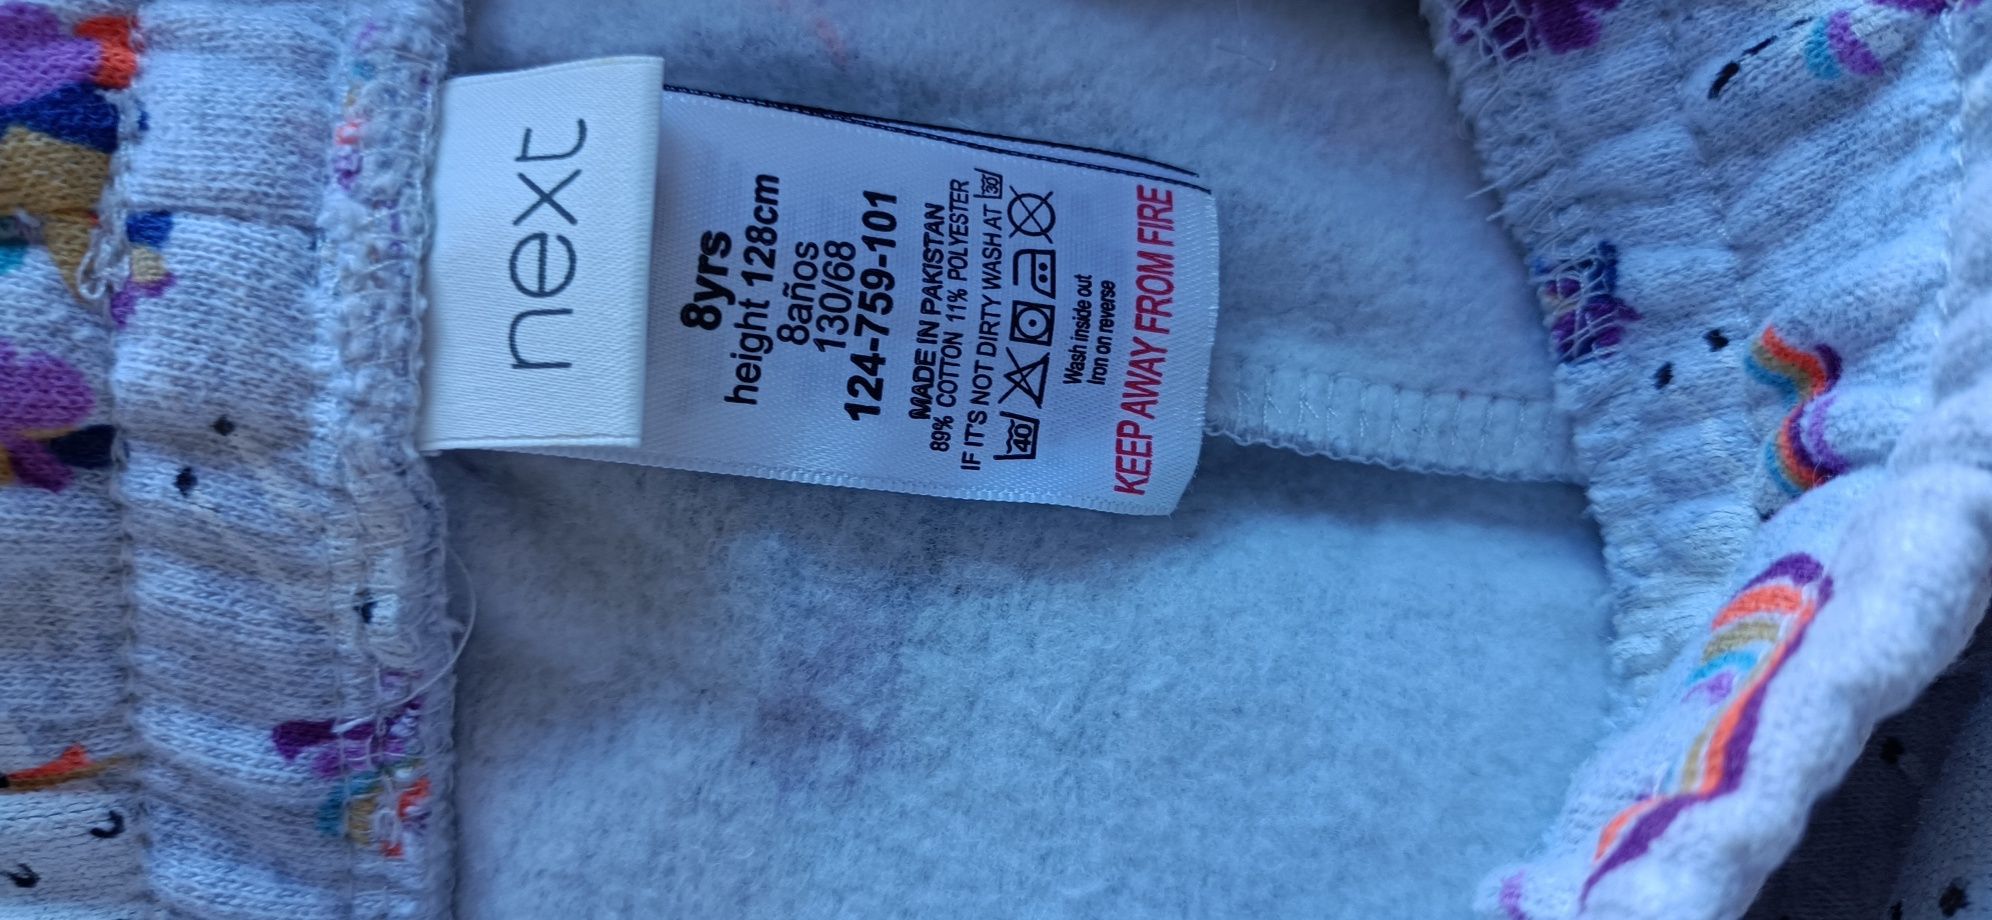 next
8yrs
height 128cm
8años
130/68
124-759-101
MADE IN PAKISTAN
89% COTTON 11% POLYESTER
IF IT'S NOT DIRTY WASH AT 30
40
Wash inside out
Iron on reverse
KEEP AWAY FROM FIRE